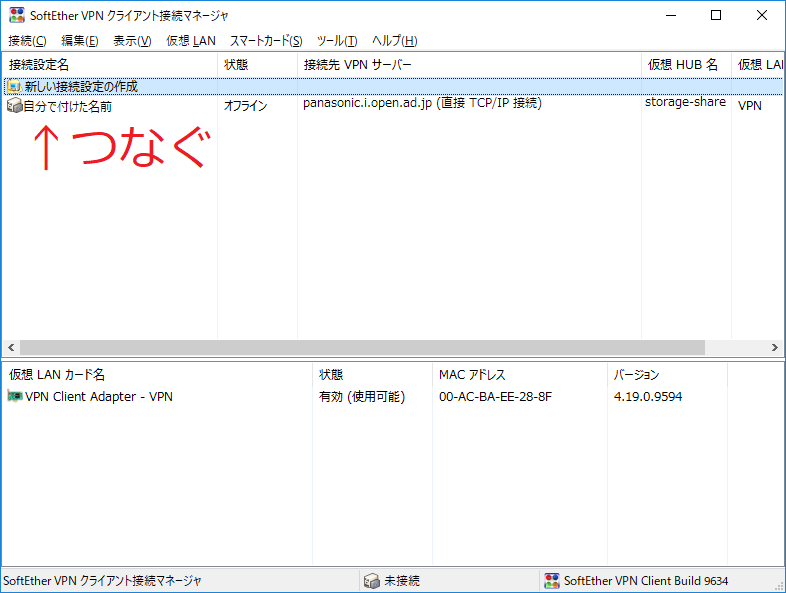 SoftEther VPN クライアント接続マネージャ
接続(C) 編集(E) 表示(V) 仮想 LAN スマートカード(S) ツール(T) ヘルプ(H)
接続設定名 状態 接続先 VPN サーバー 仮想 HUB 名 仮想 LAN
新しい接続設定の作成
自分で付けた名前 オフライン panasonic.i.open.ad.jp (直接 TCP/IP 接続) storage-share VPN
↑つなぐ
仮想 LAN カード名 状態 MAC アドレス バージョン
VPN Client Adapter - VPN 有効 (使用可能) 00-AC-BA-EE-28-8F 4.19.0.9594
SoftEther VPN クライアント接続マネージャ 未接続 SoftEther VPN Client Build 9634